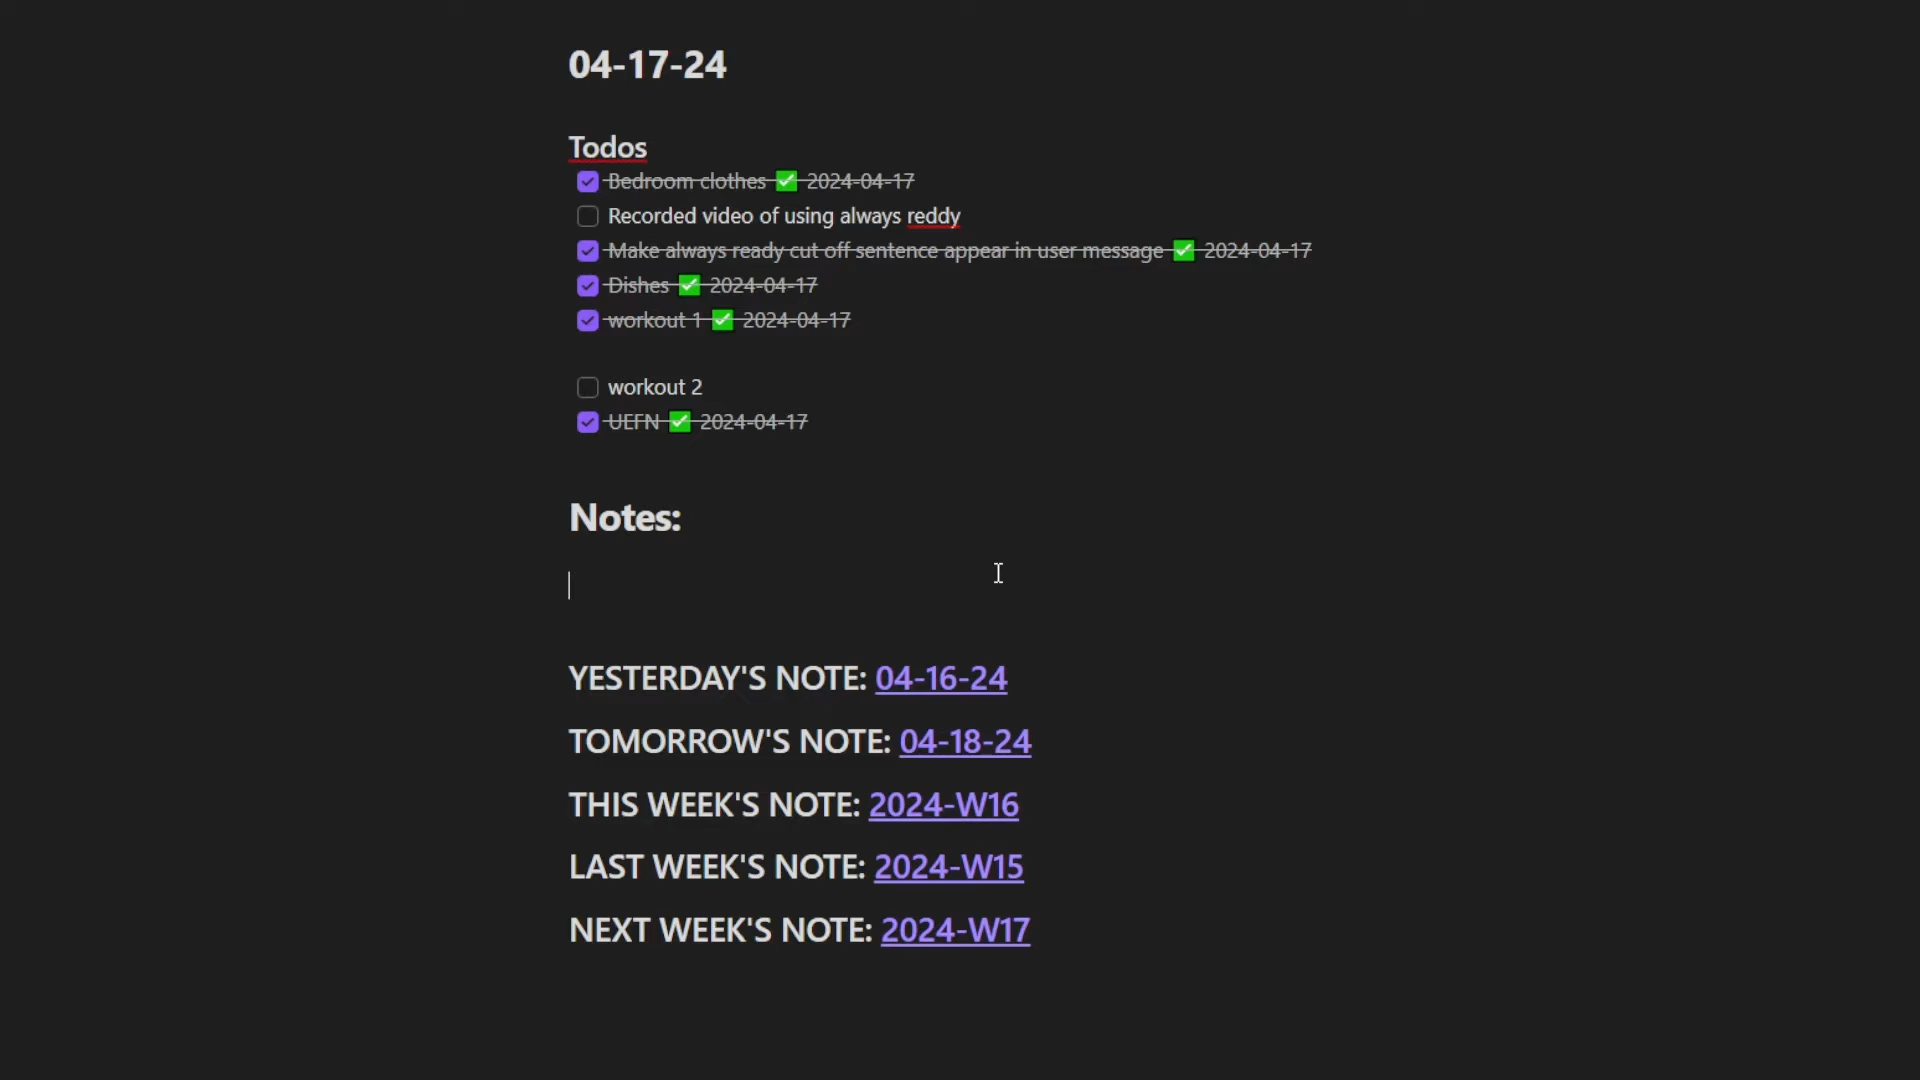 04-17-24
Todos
Bedroom clothes ✅ 2024-04-17
Recorded video of using always reddy
Make always ready cut off sentence appear in user message ✅ 2024-04-17
Dishes ✅ 2024-04-17
workout 1 ✅ 2024-04-17
workout 2
UEFN ✅ 2024-04-17
Notes:
YESTERDAY'S NOTE: 04-16-24
TOMORROW'S NOTE: 04-18-24
THIS WEEK'S NOTE: 2024-W16
LAST WEEK'S NOTE: 2024-W15
NEXT WEEK'S NOTE: 2024-W17